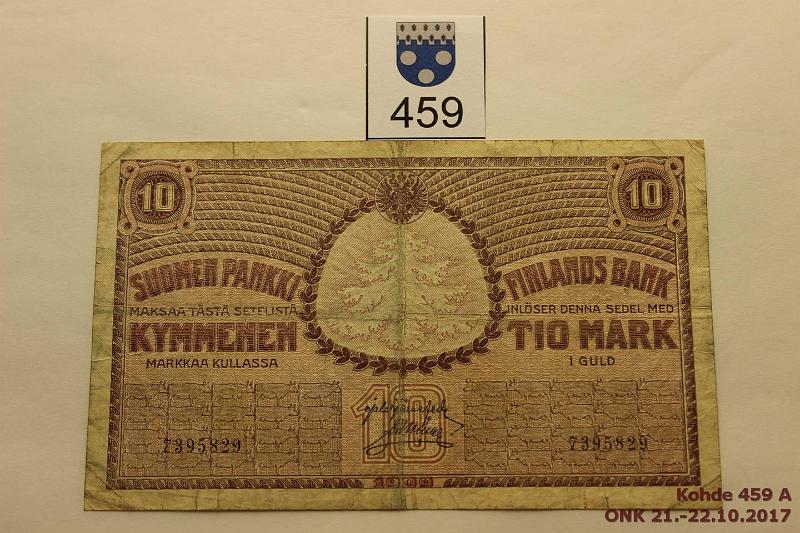 459
10 10
SUOMEN PANKKI FINLANDS BANK
MAKSAA TÄSTÄ SETELISTÄ INLÖSER DENNA SEDEL MED
KYMMENEN TIO MARK
MARKKAA KULLASSA I GULD
10
7395829 7395829
1909
Kohde 459 A
ONK 21.-22.10.2017